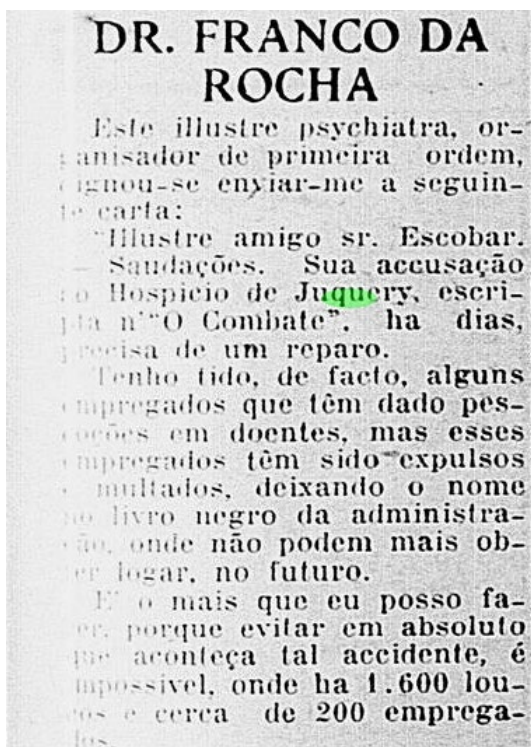 DR. FRANCO DA
ROCHA
Este illustre psychiatra, or-
ganisador de primeira ordem,
dignou-se enviar-me a seguin-
te carta:
"Illustre amigo sr. Escobar.
— Saudações. Sua accusação
ao Hospicio de Juquery, escri-
pta n'"O Combate", ha dias,
precisa de um reparo.
Tenho tido, de facto, alguns
empregados que têm dado pes-
coções em doentes, mas esses
empregados têm sido expulsos
e multados, deixando o nome
no livro negro da administra-
ção, onde não podem mais ob-
ter logar, no futuro.
E' o mais que eu posso fa-
zer, porque evitar em absoluto
que aconteça tal accidente, é
impossivel, onde ha 1.600 lou-
cos e cerca de 200 emprega-
dos.